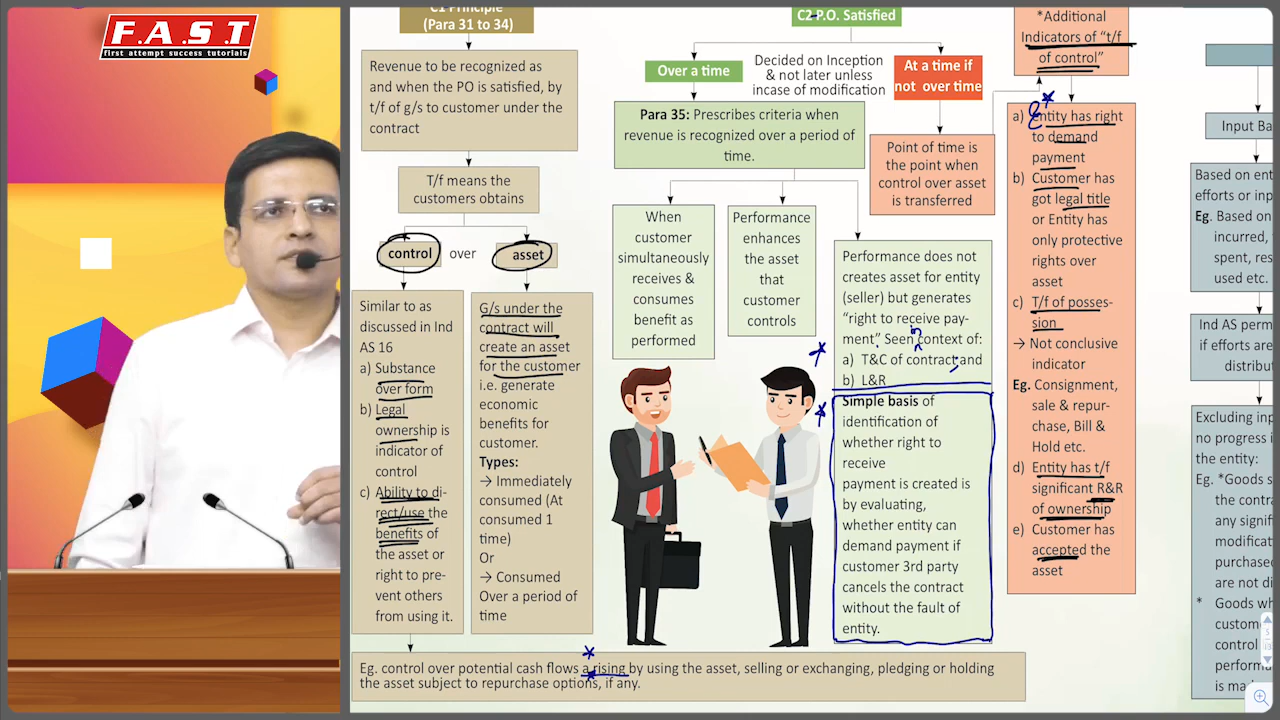 F.A.S.T
first attempt success tutorials
C1 Principle
(Para 31 to 34)
Revenue to be recognized as
and when the PO is satisfied, by
t/f of g/s to customer under the
contract
T/f means the
customers obtains
control over asset
Similar to as
discussed in Ind
AS 16
a) Substance
over form
b) Legal
ownership is
indicator of
control
c) Ability to di-
rect/use the
benefits of
the asset or
right to pre-
vent others
from using it.
G/s under the
contract will
create an asset
for the customer
i.e. generate
economic
benefits for
customer.
Types:
→ Immediately
consumed (At
consumed 1
time)
Or
→ Consumed
Over a period of
time
Eg. control over potential cash flows a rising by using the asset, selling or exchanging, pledging or holding
the asset subject to repurchase options, if any.
C2 P.O. Satisfied
Over a time
Decided on Inception
& not later unless
incase of modification
At a time if
not over time
Para 35: Prescribes criteria when
revenue is recognized over a period of
time.
Point of time is
the point when
control over asset
is transferred
When
customer
simultaneously
receives &
consumes
benefit as
performed
Performance
enhances
the asset
that
customer
controls
Performance does not
creates asset for entity
(seller) but generates
"right to receive pay-
ment". Seen in context of:
a) T&C of contract; and
b) L&R
Simple basis of
identification of
whether right to
receive
payment is created is
by evaluating,
whether entity can
demand payment if
customer 3rd party
cancels the contract
without the fault of
entity.
*Additional
Indicators of "t/f
of control"
a) Entity has right
to demand
payment
b) Customer has
got legal title
or Entity has
only protective
rights over
asset
c) T/f of posses-
sion
→ Not conclusive
indicator
Eg. Consignment,
sale & repur-
chase, Bill &
Hold etc.
d) Entity has t/f
significant R&R
of ownership
e) Customer has
accepted the
asset
Input Ba
Based on ent
efforts or inp
Eg. Based on
incurred,
spent, res
used etc.
Ind AS perm
if efforts are
distribut
Excluding inp
no progress i
the entity:
Eg. *Goods s
the contr
any signif
modificat
purchase
are not di
* Goods wh
custom
control
perform
is ma